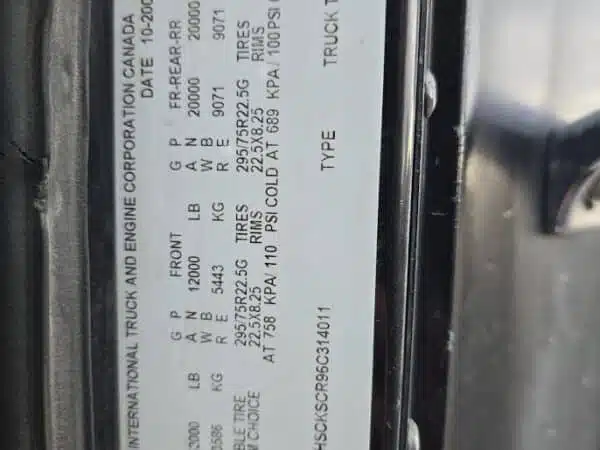 INTERNATIONAL TRUCK AND ENGINE CORPORATION CANADA
DATE 10-200
G P FRONT G P FR-REAR-RR
2000 LB A N 12000 LB A N 20000 20000
W B W B
0586 KG R E 5443 KG R E 9071 9071
BLE TIRE 295/75R22.5G TIRES 295/75R22.5G TIRES
M CHOICE 22.5X8.25 RIMS 22.5X8.25 RIMS
AT 758 KPA/ 110 PSI COLD AT 689 KPA/ 100 PSI
HSCKSCR96C314011 TYPE TRUCK T